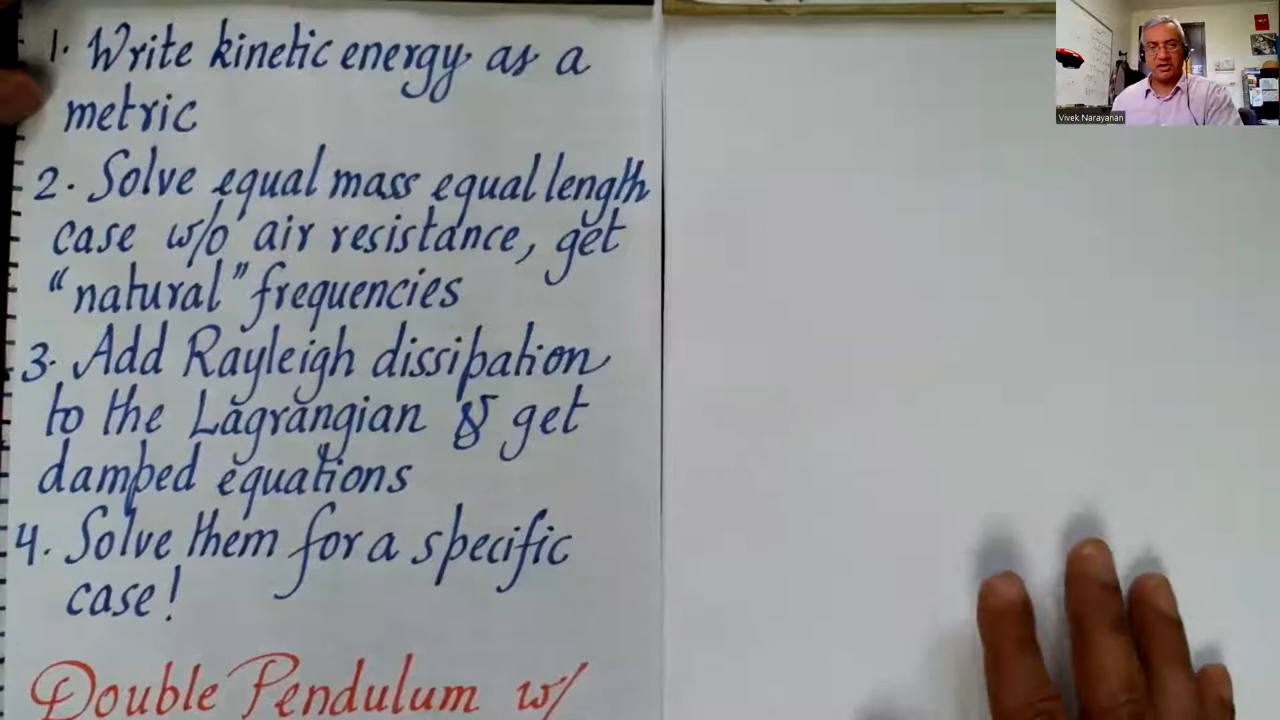 1. Write kinetic energy as a
metric
2. Solve equal mass equal length
case w/o air resistance, get
"natural" frequencies
3. Add Rayleigh dissipation
to the Lagrangian & get
damped equations
4. Solve them for a specific
case!
Double Pendulum w/
Vivek Narayanan